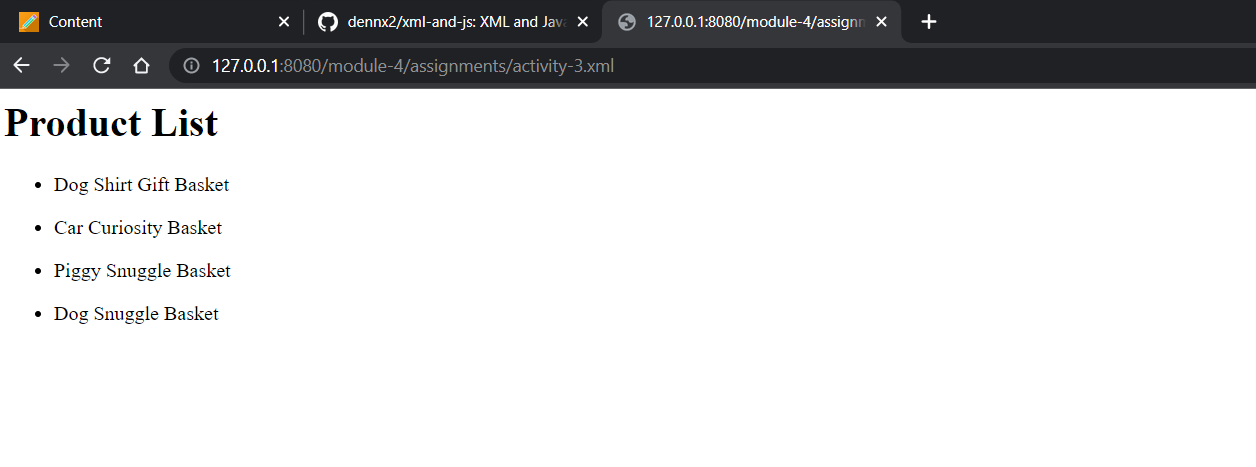 Content
dennx2/xml-and-js: XML and Java
127.0.0.1:8080/module-4/assignm
127.0.0.1:8080/module-4/assignments/activity-3.xml
Product List
Dog Shirt Gift Basket
Car Curiosity Basket
Piggy Snuggle Basket
Dog Snuggle Basket